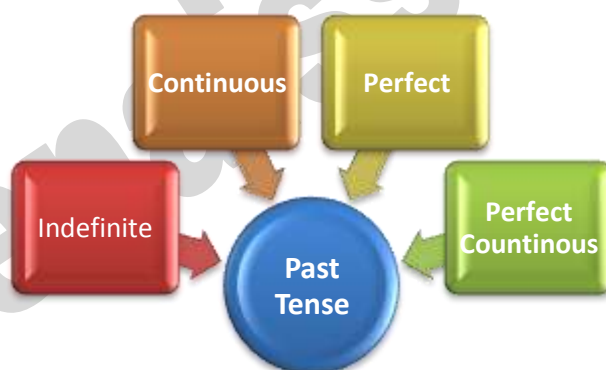 Continuous
Perfect
Indefinite
Perfect
Countinous
Past
Tense